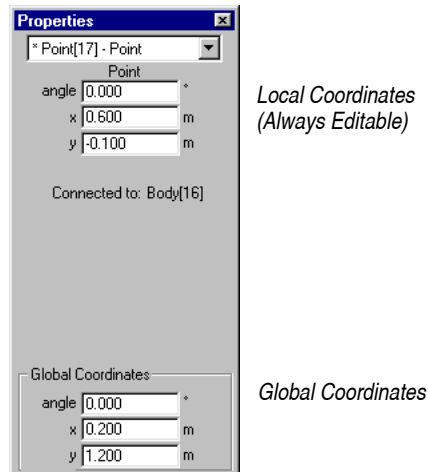 Properties
* Point[17] - Point
Point
angle 0.000 °
x 0.600 m
y -0.100 m
Local Coordinates
(Always Editable)
Connected to: Body[16]
Global Coordinates
angle 0.000 °
x 0.200 m
y 1.200 m
Global Coordinates